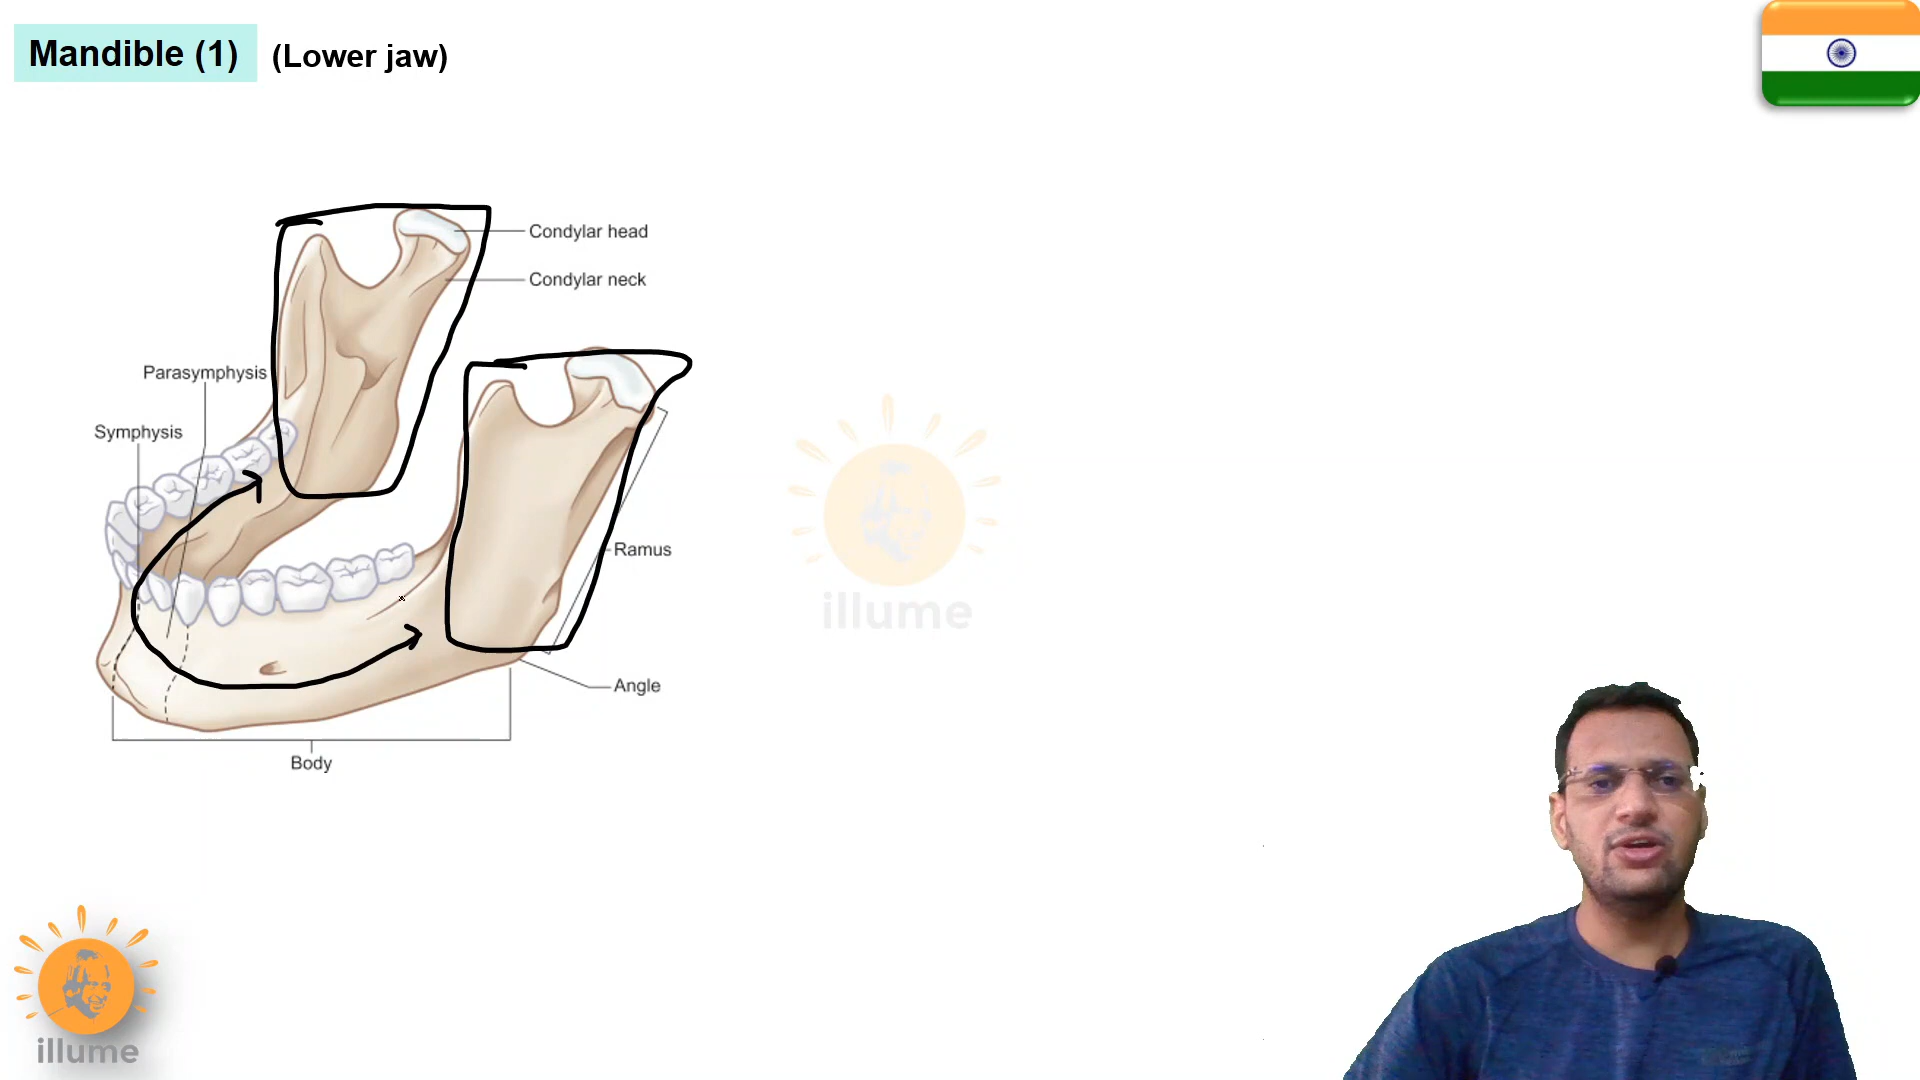 Mandible (1) (Lower jaw)
Condylar head
Condylar neck
Parasymphysis
Symphysis
Ramus
Angle
Body
illume
illume